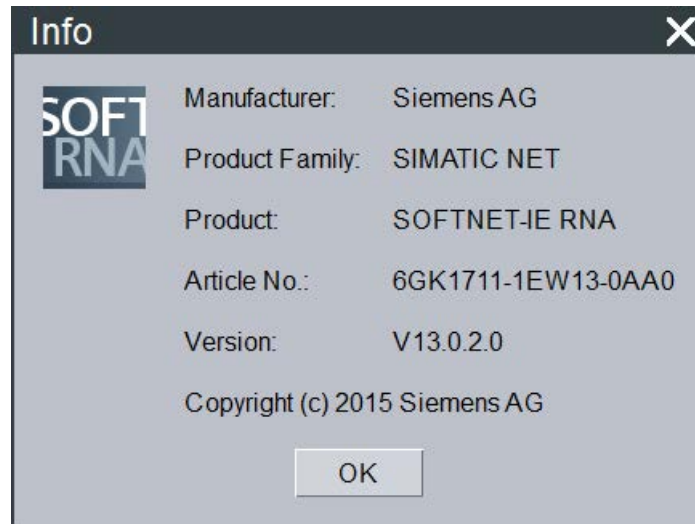 Info
SOFT
RNA
Manufacturer: Siemens AG
Product Family: SIMATIC NET
Product: SOFTNET-IE RNA
Article No.: 6GK1711-1EW13-0AA0
Version: V13.0.2.0
Copyright (c) 2015 Siemens AG
OK